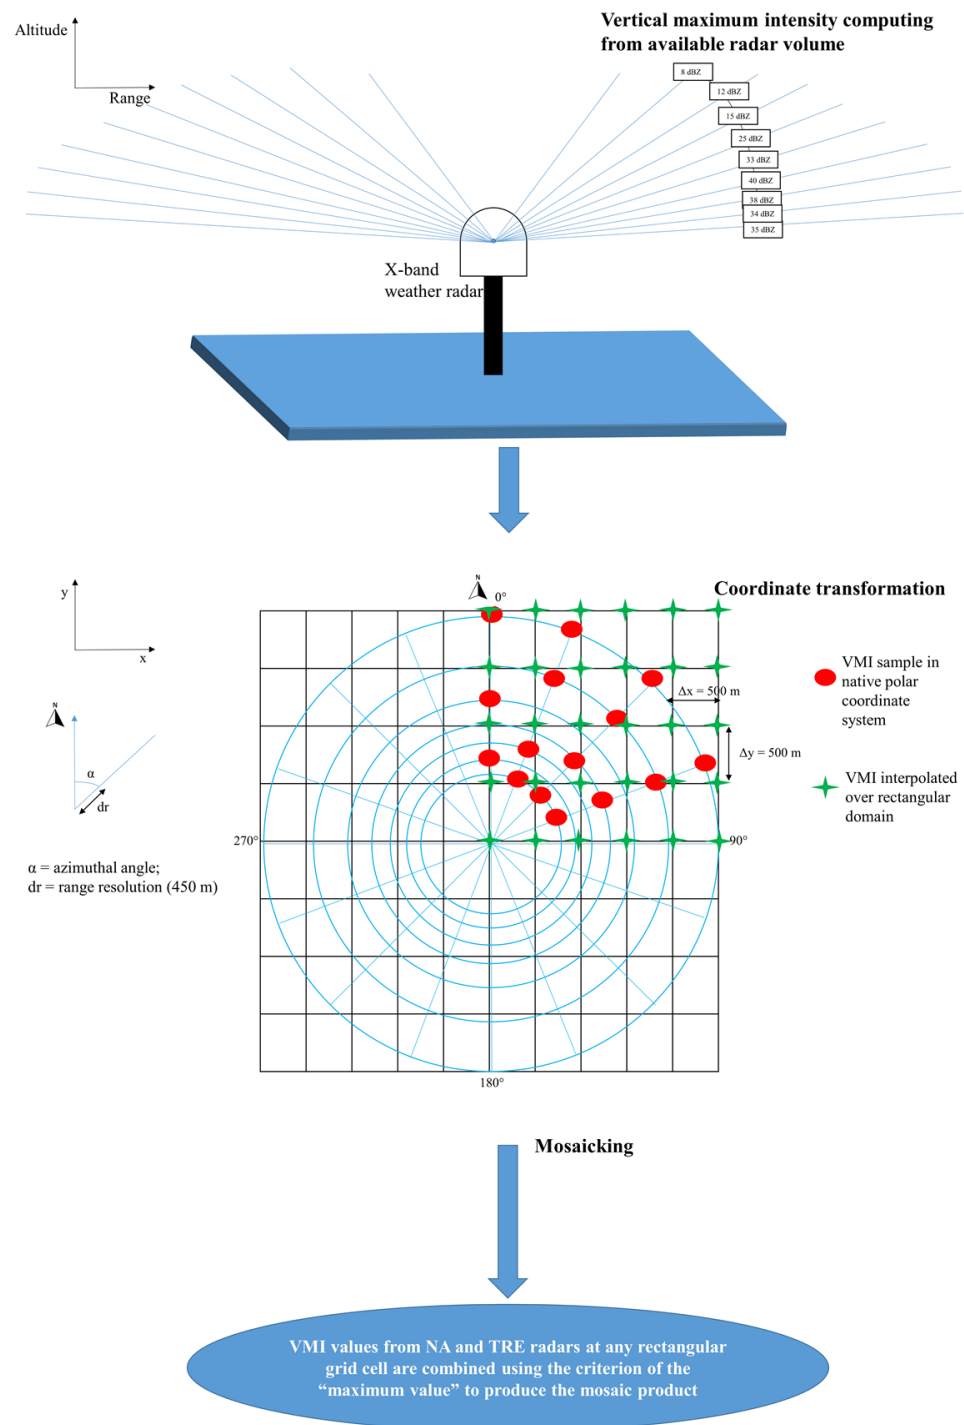 Vertical maximum intensity computing
from available radar volume
Altitude
Range
8 dBZ
12 dBZ
15 dBZ
25 dBZ
33 dBZ
40 dBZ
38 dBZ
34 dBZ
35 dBZ
X-band
weather radar
Coordinate transformation
N
0°
y
x
VMI sample in
native polar
coordinate
system
Δx = 500 m
N
Δy = 500 m
α
dr
VMI interpolated
over rectangular
domain
270°
90°
α = azimuthal angle;
dr = range resolution (450 m)
180°
Mosaicking
VMI values from NA and TRE radars at any rectangular
grid cell are combined using the criterion of the
“maximum value” to produce the mosaic product